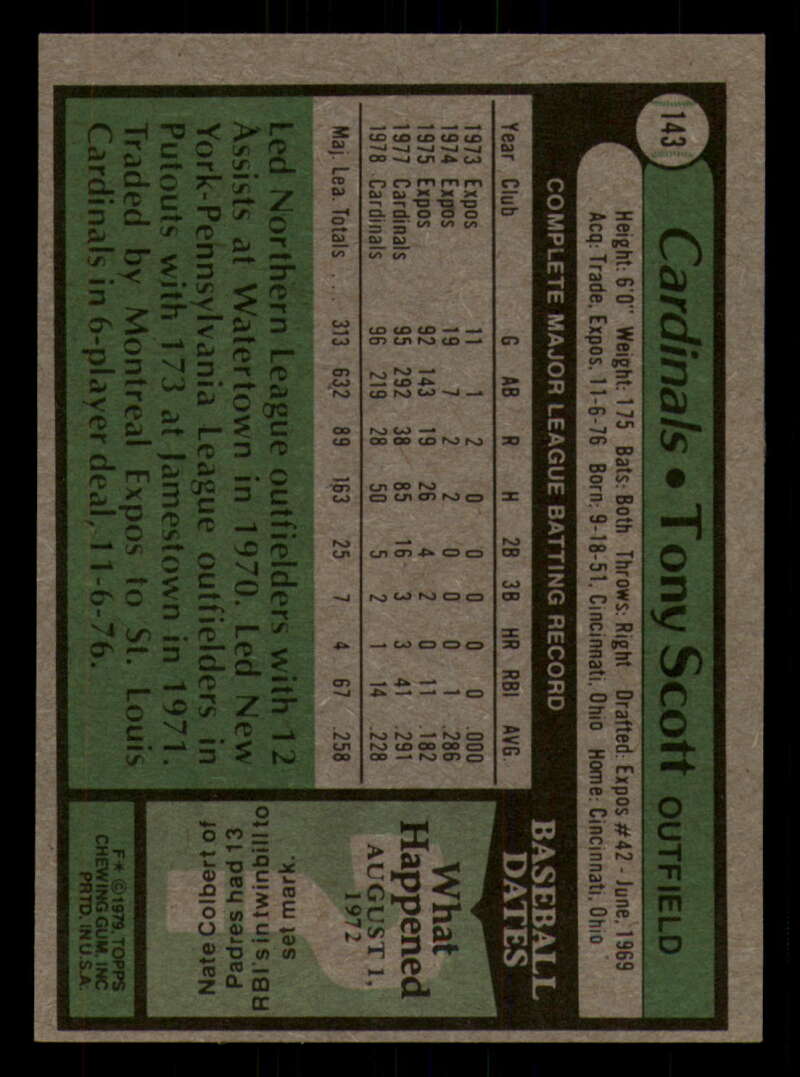 143
Cardinals • Tony Scott OUTFIELD
Height: 6'0" Weight: 175 Bats: Both Throws: Right Drafted: Expos #42 - June, 1969
Acq: Trade, Expos, 11-6-76 Born: 9-18-51, Cincinnati, Ohio Home: Cincinnati, Ohio
COMPLETE MAJOR LEAGUE BATTING RECORD
Year Club G AB R H 2B 3B HR RBI AVG
1973 Expos 11 1 2 0 0 0 0 0 .000
1974 Expos 19 7 2 2 0 0 0 1 .286
1975 Expos 92 143 19 26 4 2 0 11 .182
1977 Cardinals 95 292 38 85 16 3 3 41 .291
1978 Cardinals 96 219 28 50 5 2 1 14 .228
Maj. Lea. Totals . . . 313 632 89 163 25 7 4 67 .258
Led Northern League outfielders with 12
Assists at Watertown in 1970. Led New
York-Pennsylvania League outfielders in
Putouts with 173 at Jamestown in 1971.
Traded by Montreal Expos to St. Louis
Cardinals in 6-player deal, 11-6-76.
BASEBALL
DATES
What
Happened
AUGUST 1,
1972
?
Nate Colbert of
Padres had 13
RBI's in twinbill to
set mark.
F* ©1979, TOPPS
CHEWING GUM, INC
PRTD. IN U.S.A.